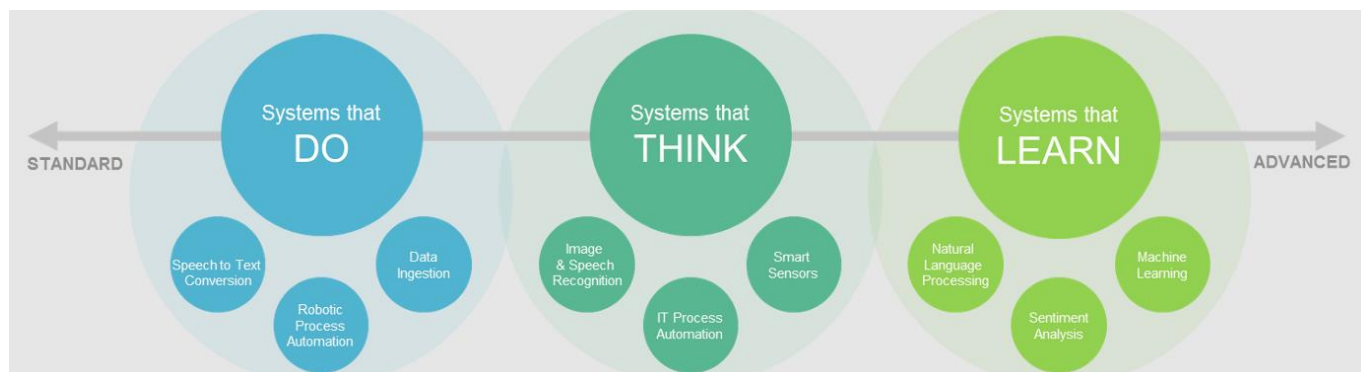 Systems that
DO
Systems that
THINK
Systems that
LEARN
STANDARD
ADVANCED
Speech to Text
Conversion
Robotic
Process
Automation
Data
Ingestion
Image
& Speech
Recognition
IT Process
Automation
Smart
Sensors
Natural
Language
Processing
Sentiment
Analysis
Machine
Learning